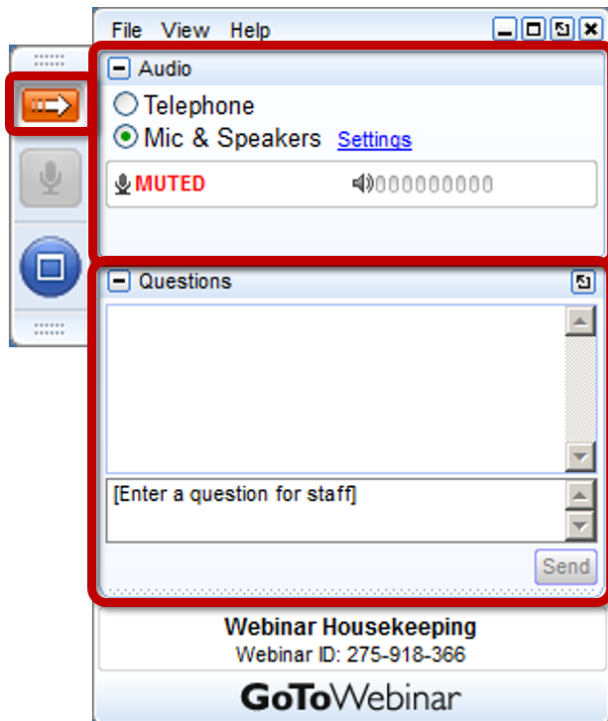 File View Help
Audio
Telephone
Mic & Speakers Settings
MUTED 000000000
Questions
[Enter a question for staff]
Send
Webinar Housekeeping
Webinar ID: 275-918-366
GoToWebinar